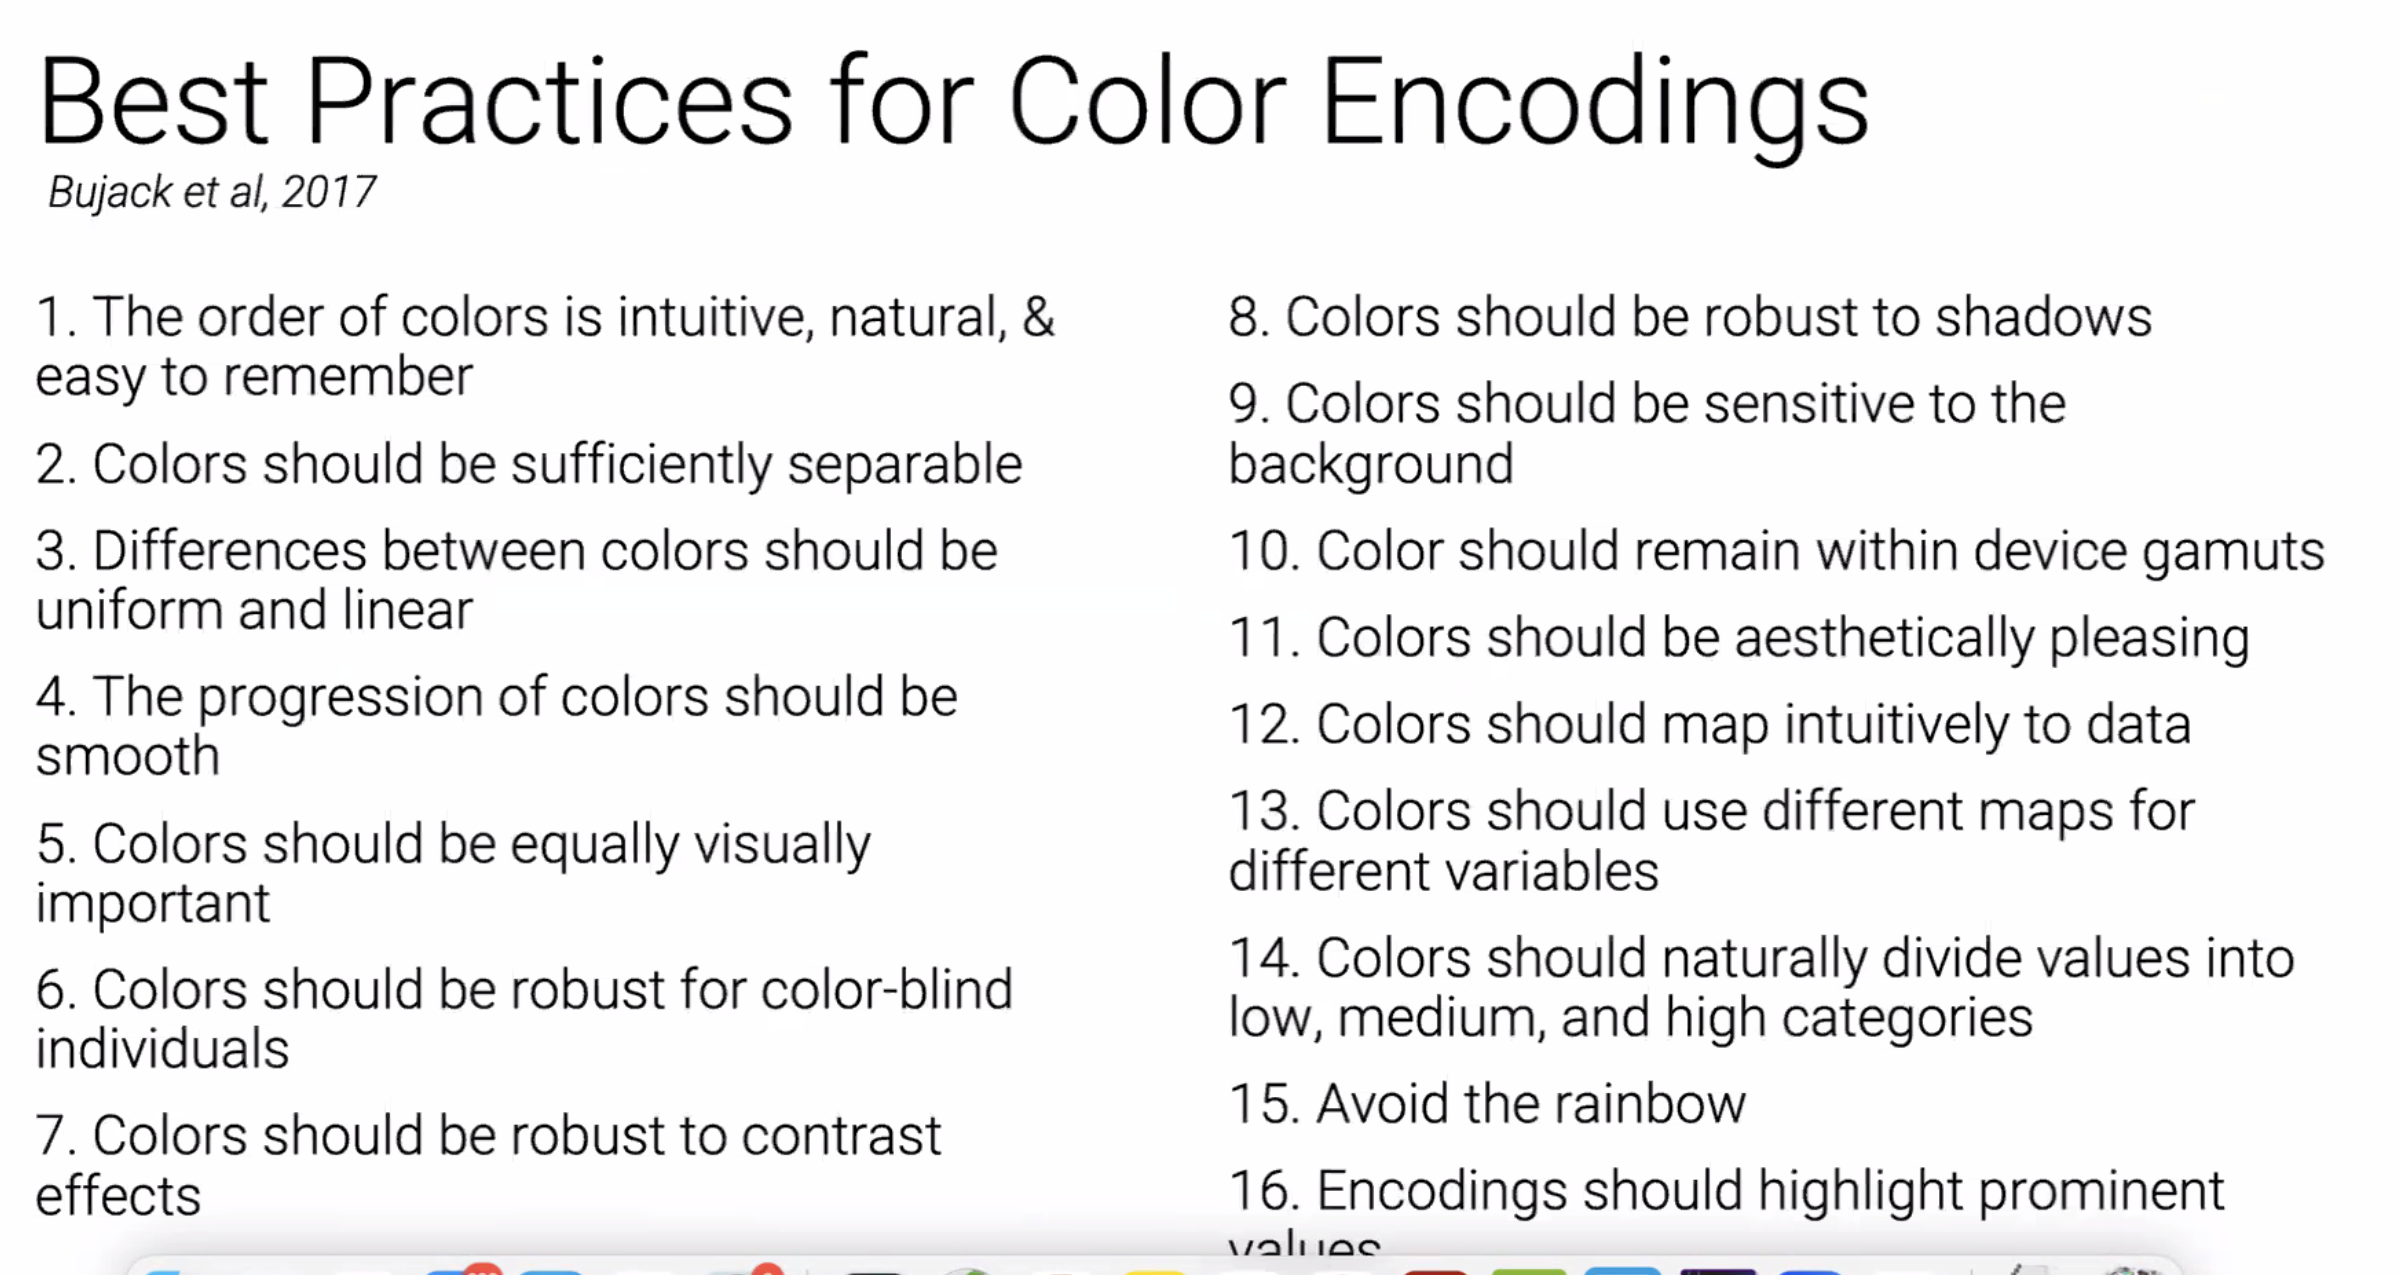 Best Practices for Color Encodings
Bujack et al, 2017
1. The order of colors is intuitive, natural, &
easy to remember
2. Colors should be sufficiently separable
3. Differences between colors should be
uniform and linear
4. The progression of colors should be
smooth
5. Colors should be equally visually
important
6. Colors should be robust for color-blind
individuals
7. Colors should be robust to contrast
effects
8. Colors should be robust to shadows
9. Colors should be sensitive to the
background
10. Color should remain within device gamuts
11. Colors should be aesthetically pleasing
12. Colors should map intuitively to data
13. Colors should use different maps for
different variables
14. Colors should naturally divide values into
low, medium, and high categories
15. Avoid the rainbow
16. Encodings should highlight prominent
values